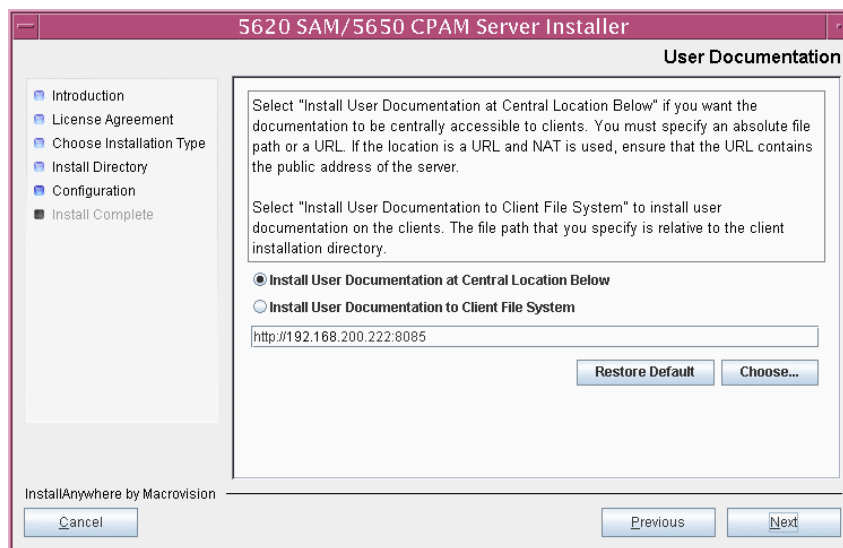 5620 SAM/5650 CPAM Server Installer
User Documentation
Introduction
License Agreement
Choose Installation Type
Install Directory
Configuration
Install Complete
Select "Install User Documentation at Central Location Below" if you want the
documentation to be centrally accessible to clients. You must specify an absolute file
path or a URL. If the location is a URL and NAT is used, ensure that the URL contains
the public address of the server.
Select "Install User Documentation to Client File System" to install user
documentation on the clients. The file path that you specify is relative to the client
installation directory.
Install User Documentation at Central Location Below
Install User Documentation to Client File System
http://192.168.200.222:8085
Restore Default
Choose...
InstallAnywhere by Macrovision
Cancel
Previous
Next